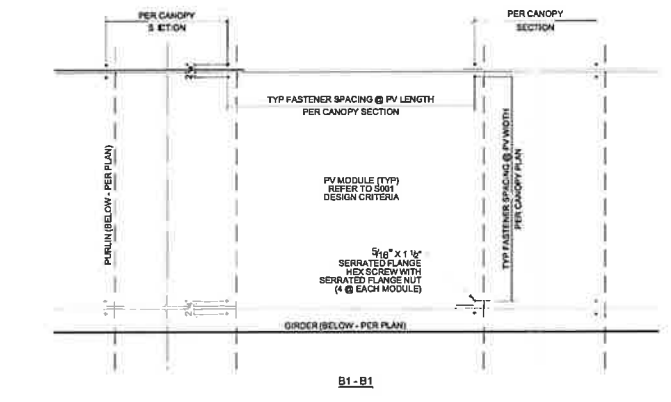 PER CANOPY
SECTION
PER CANOPY
SECTION
TYP FASTENER SPACING @ PV LENGTH
PER CANOPY SECTION
PURLIN (BELOW - PER PLAN)
PV MODULE (TYP)
REFER TO S001
DESIGN CRITERIA
TYP FASTENER SPACING @ PV WIDTH
PER CANOPY PLAN
5/16" X 1 1/2"
SERRATED FLANGE
HEX SCREW WITH
SERRATED FLANGE NUT
(4 @ EACH MODULE)
GIRDER (BELOW - PER PLAN)
B1 - B1